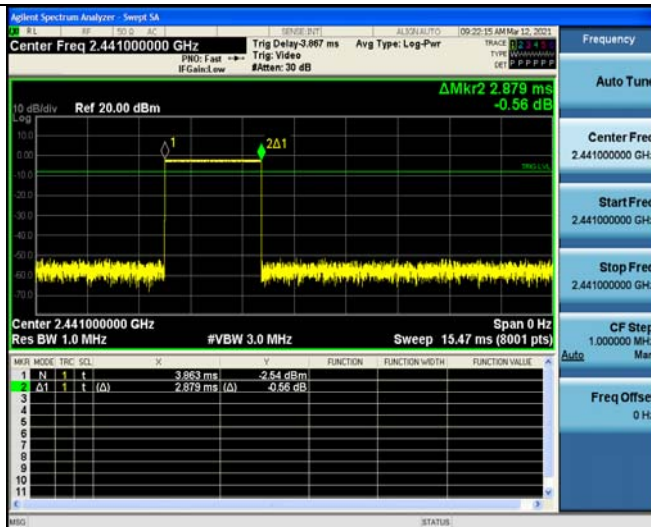 Agilent Spectrum Analyzer - Swept SA
RL RF 50 Ω AC SENSE:INT ALIGN AUTO 09:22:15 AM Mar 12, 2021
Center Freq 2.441000000 GHz
PNO: Fast
IFGain:Low
Trig Delay-3.867 ms
Trig: Video
#Atten: 30 dB
Avg Type: Log-Pwr
TRACE 1 2 3 4 5 6
TYPE
DET P P P P P P
ΔMkr2 2.879 ms
-0.56 dB
10 dB/div Ref 20.00 dBm
Log
10.0
0.00
-10.0
-20.0
-30.0
-40.0
-50.0
-60.0
-70.0
1
2Δ1
TRIG LVL
Center 2.441000000 GHz Span 0 Hz
Res BW 1.0 MHz #VBW 3.0 MHz Sweep 15.47 ms (8001 pts)
MKR MODE TRC SCL X Y FUNCTION FUNCTION WIDTH FUNCTION VALUE
1 N 1 t 3.863 ms -2.54 dBm
2 Δ1 1 t (Δ) 2.879 ms (Δ) -0.56 dB
3
4
5
6
7
8
9
10
11
MSG STATUS
Frequency
Auto Tune
Center Freq
2.441000000 GHz
Start Freq
2.441000000 GHz
Stop Freq
2.441000000 GHz
CF Step
1.000000 MHz
Auto Man
Freq Offset
0 Hz